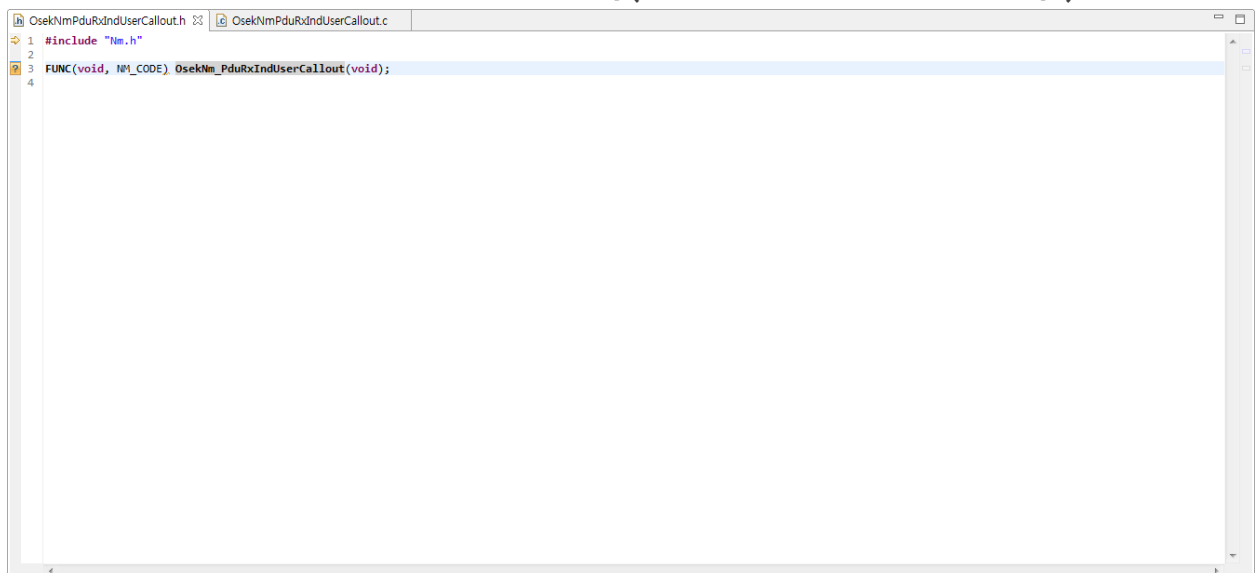 OsekNmPduRxIndUserCallout.h OsekNmPduRxIndUserCallout.c
1 #include "Nm.h"
2
3 FUNC(void, NM_CODE) OsekNm_PduRxIndUserCallout(void);
4